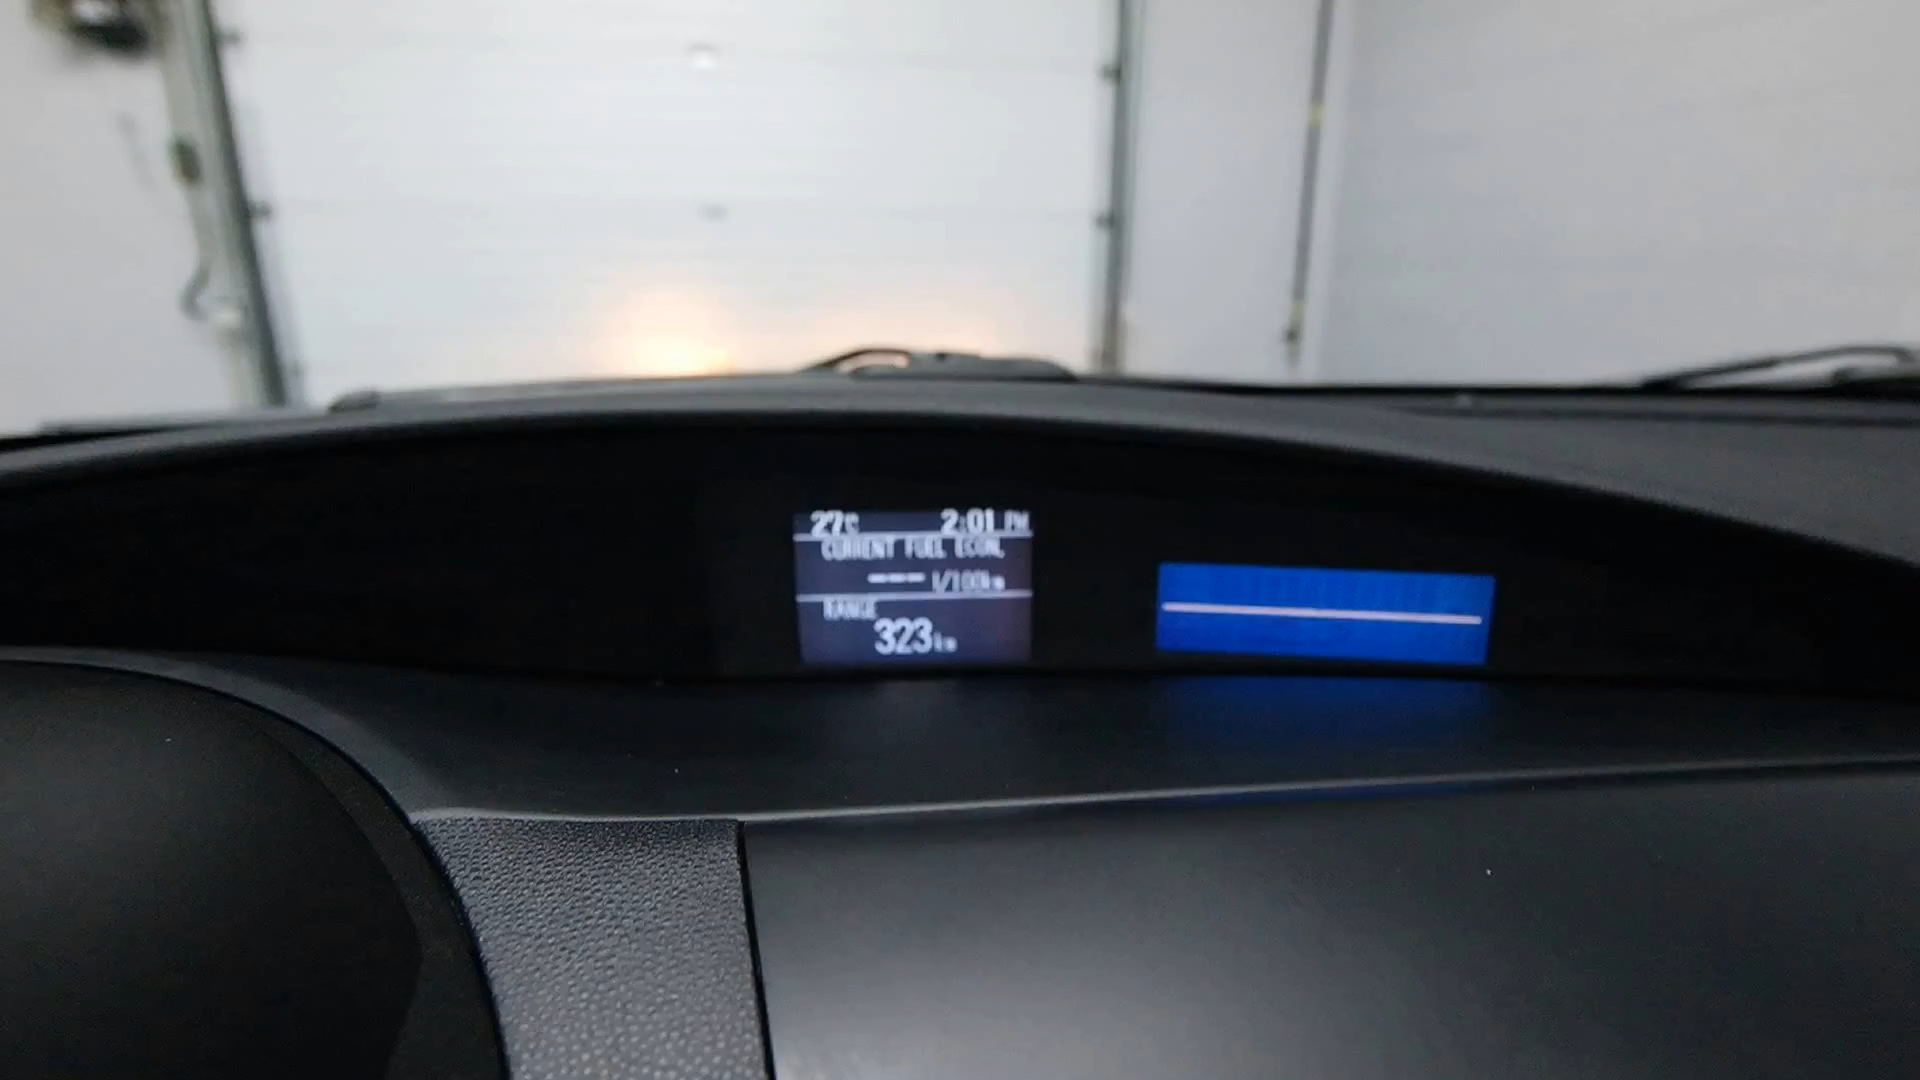 27°C 2:01 PM
CURRENT FUEL ECON.
--- l/100km
RANGE
323km